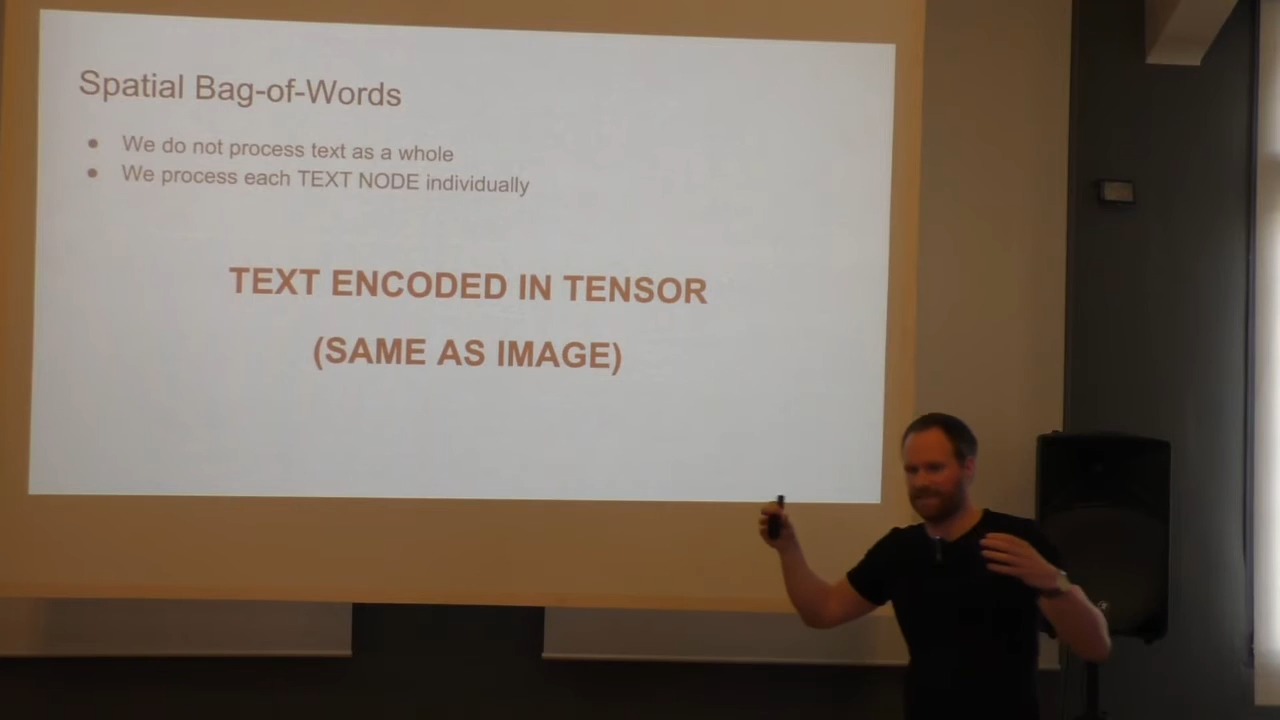 Spatial Bag-of-Words
● We do not process text as a whole
● We process each TEXT NODE individually
TEXT ENCODED IN TENSOR
(SAME AS IMAGE)